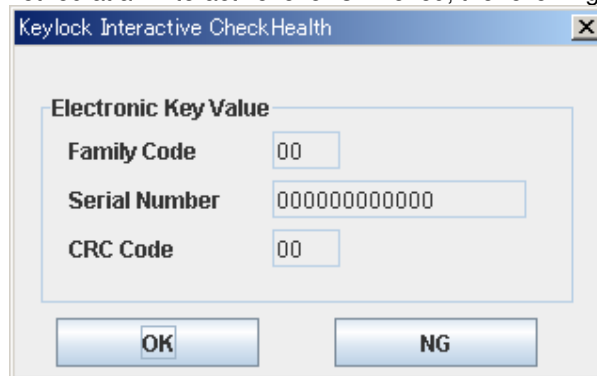 Keylock Interactive CheckHealth
Electronic Key Value
Family Code 00
Serial Number 000000000000
CRC Code 00
OK NG